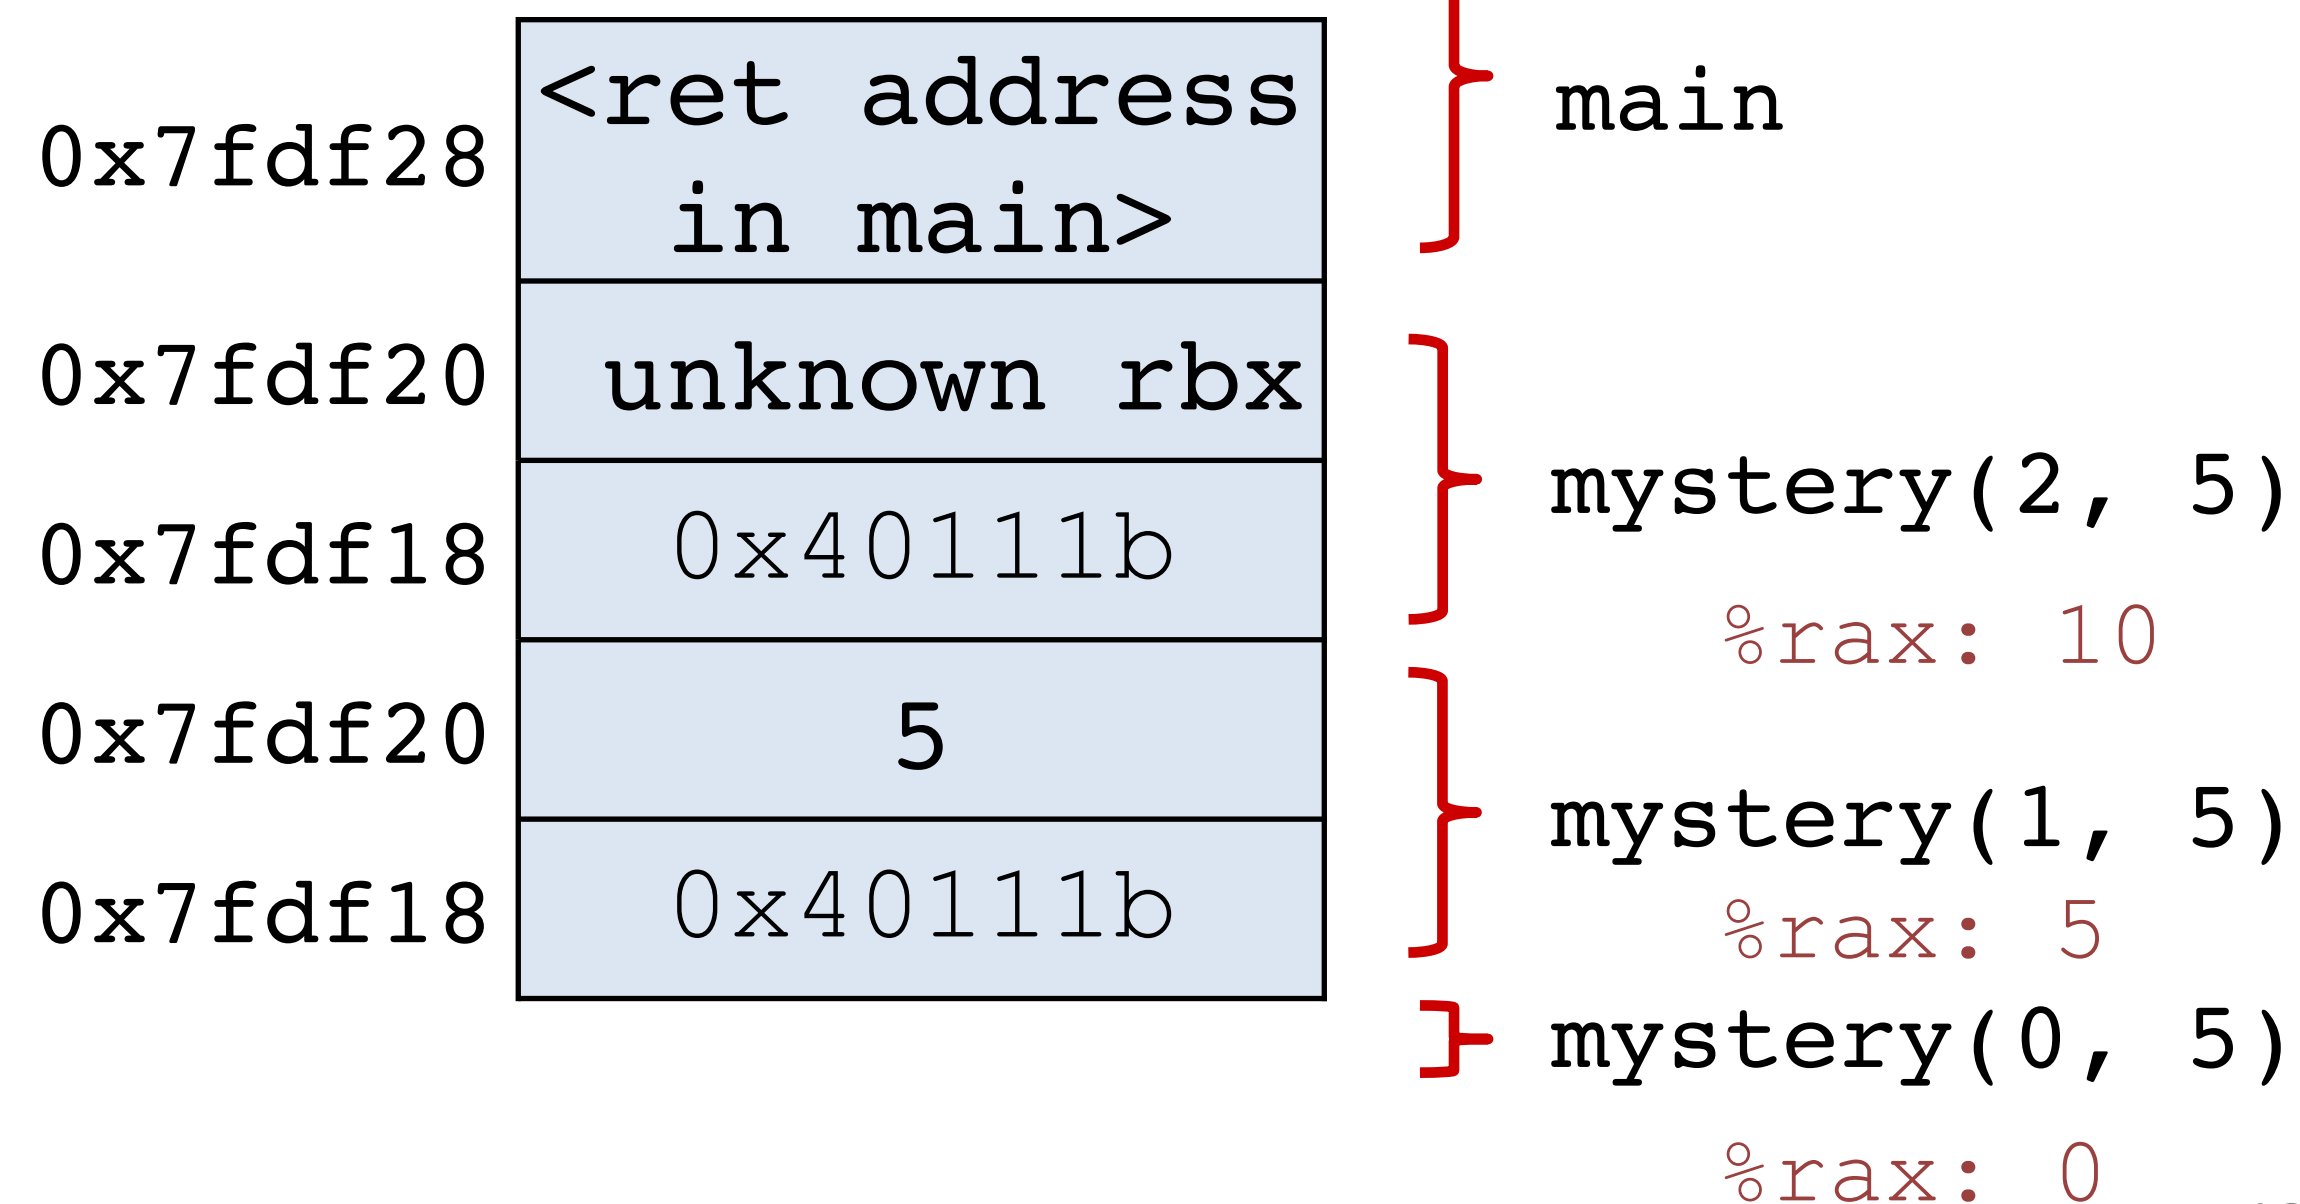 <ret address
in main>
main
0x7fdf28
0x7fdf20
unknown rbx
mystery(2, 5)
0x7fdf18
0x40111b
%rax: 10
0x7fdf20
5
mystery(1, 5)
0x7fdf18
0x40111b
%rax: 5
mystery(0, 5)
%rax: 0